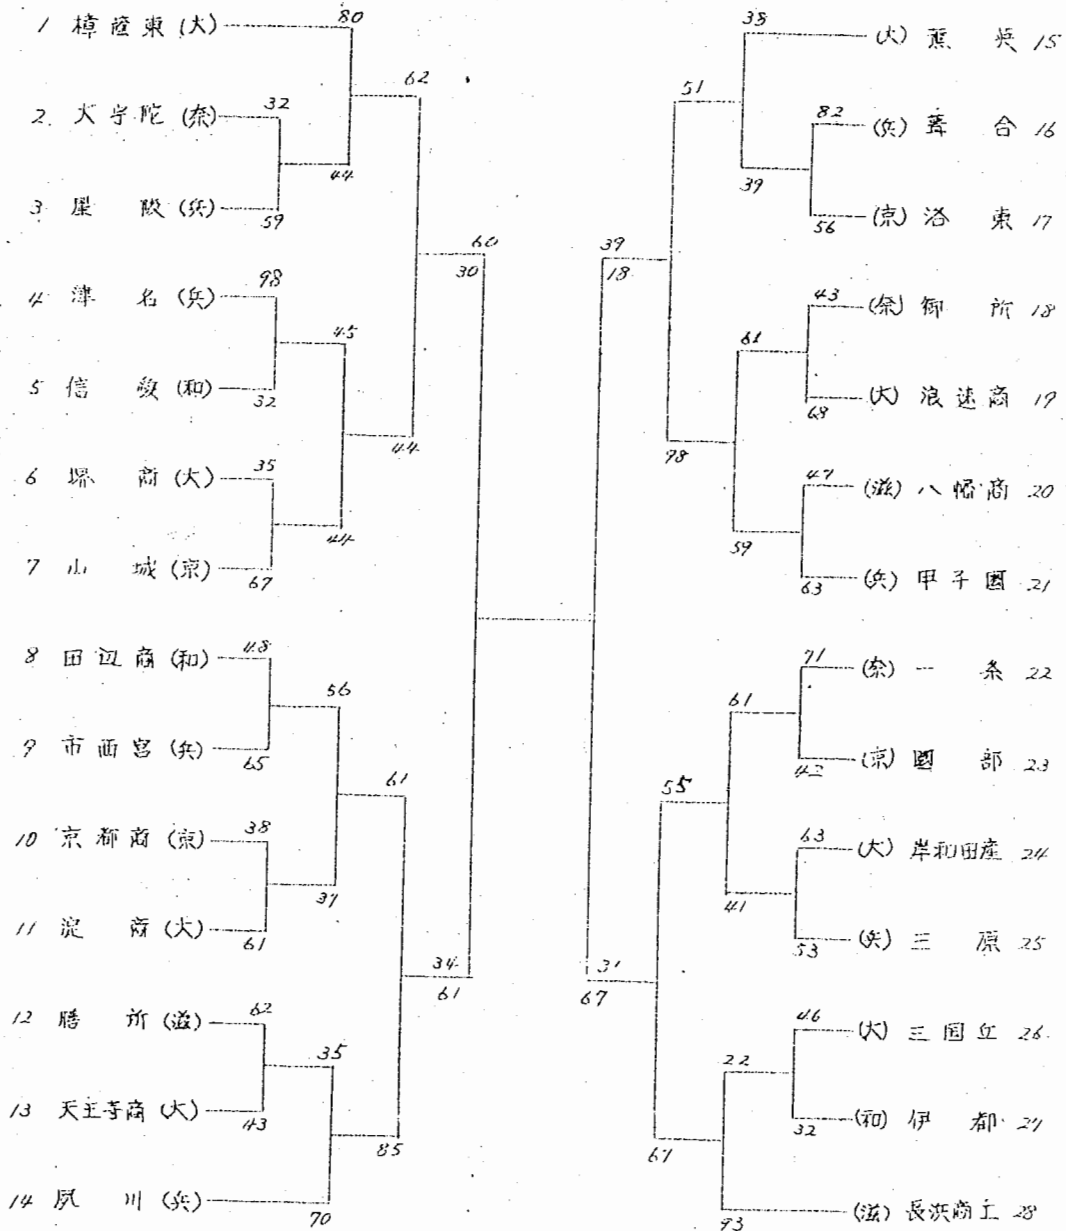 1 樟蔭東 (大)
2. 大宇陀 (奈)
3 星陵 (兵)
4 津名 (兵)
5 信愛 (和)
6 堺商 (大)
7 山城 (京)
8 田辺商 (和)
9 市西宮 (兵)
10 京都商 (京)
11 淀商 (大)
12 膳所 (滋)
13 天王寺商 (大)
14 夙川 (兵)
80
32
44
59
62
98
45
32
35
44
44
67
60
30
48
56
65
61
38
37
61
34
61
62
35
43
85
70
38
51
82
39
56
39
18
43
61
68
98
47
59
63
71
61
42
55
63
41
53
31
67
46
22
32
67
93
(大) 薫英 15
(兵) 葺合 16
(京) 洛東 17
(奈) 御所 18
(大) 浪速商 19
(滋) 八幡商 20
(兵) 甲子園 21
(奈) 一条 22
(京) 園部 23
(大) 岸和田産 24
(兵) 三原 25
(大) 三国丘 26
(和) 伊都 27
(滋) 長浜商工 28